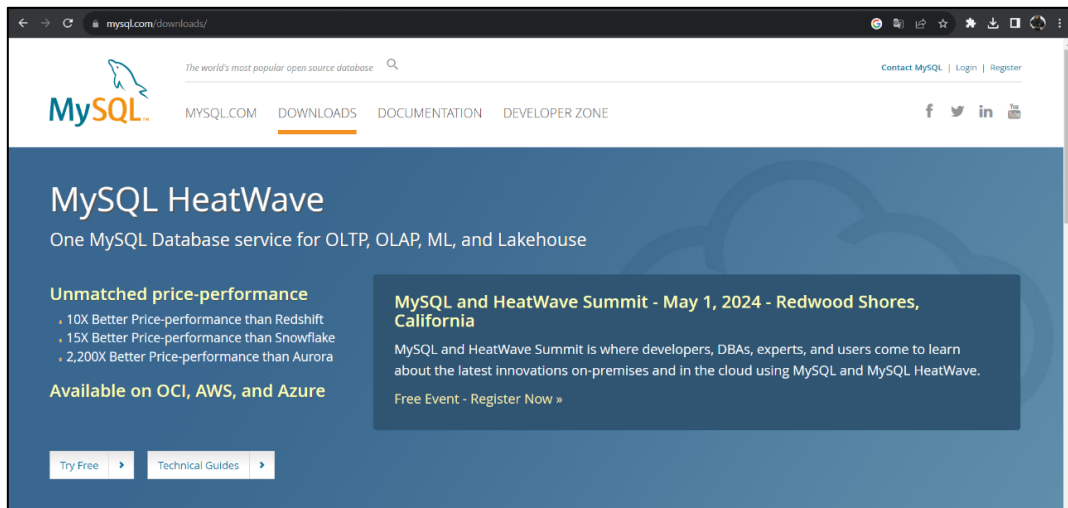 mysql.com/downloads/
The world's most popular open source database
Contact MySQL | Login | Register
MySQL™
MYSQL.COM DOWNLOADS DOCUMENTATION DEVELOPER ZONE
You Tube
MySQL HeatWave
One MySQL Database service for OLTP, OLAP, ML, and Lakehouse
Unmatched price-performance
10X Better Price-performance than Redshift
15X Better Price-performance than Snowflake
2,200X Better Price-performance than Aurora
Available on OCI, AWS, and Azure
MySQL and HeatWave Summit - May 1, 2024 - Redwood Shores,
California
MySQL and HeatWave Summit is where developers, DBAs, experts, and users come to learn
about the latest innovations on-premises and in the cloud using MySQL and MySQL HeatWave.
Free Event - Register Now »
Try Free
Technical Guides